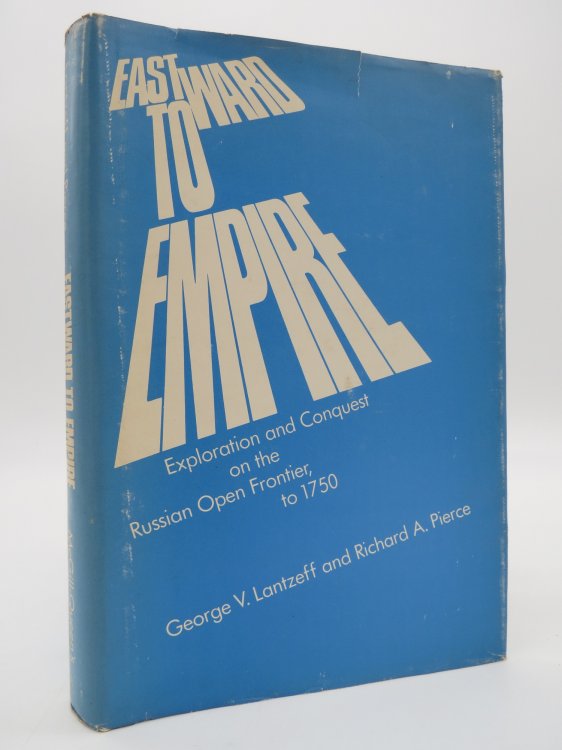 EASTWARD
TO
EMPIRE
Exploration and Conquest
on the
Russian Open Frontier,
to 1750
George V. Lantzeff and Richard A. Pierce
EASTWARD TO EMPIRE